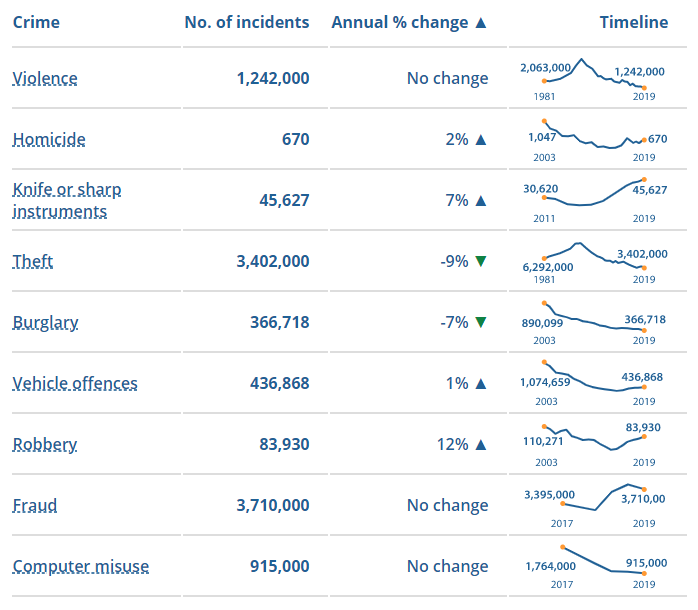 Crime No. of incidents Annual % change ▲ Timeline
Violence 1,242,000 No change 2,063,000 1,242,000
1981 2019
Homicide 670 2% ▲ 1,047 670
2003 2019
Knife or sharp
instruments 45,627 7% ▲ 30,620 45,627
2011 2019
Theft 3,402,000 -9% ▼ 6,292,000 3,402,000
1981 2019
Burglary 366,718 -7% ▼ 890,099 366,718
2003 2019
Vehicle offences 436,868 1% ▲ 1,074,659 436,868
2003 2019
Robbery 83,930 12% ▲ 110,271 83,930
2003 2019
Fraud 3,710,000 No change 3,395,000 3,710,00
2017 2019
Computer misuse 915,000 No change 1,764,000 915,000
2017 2019